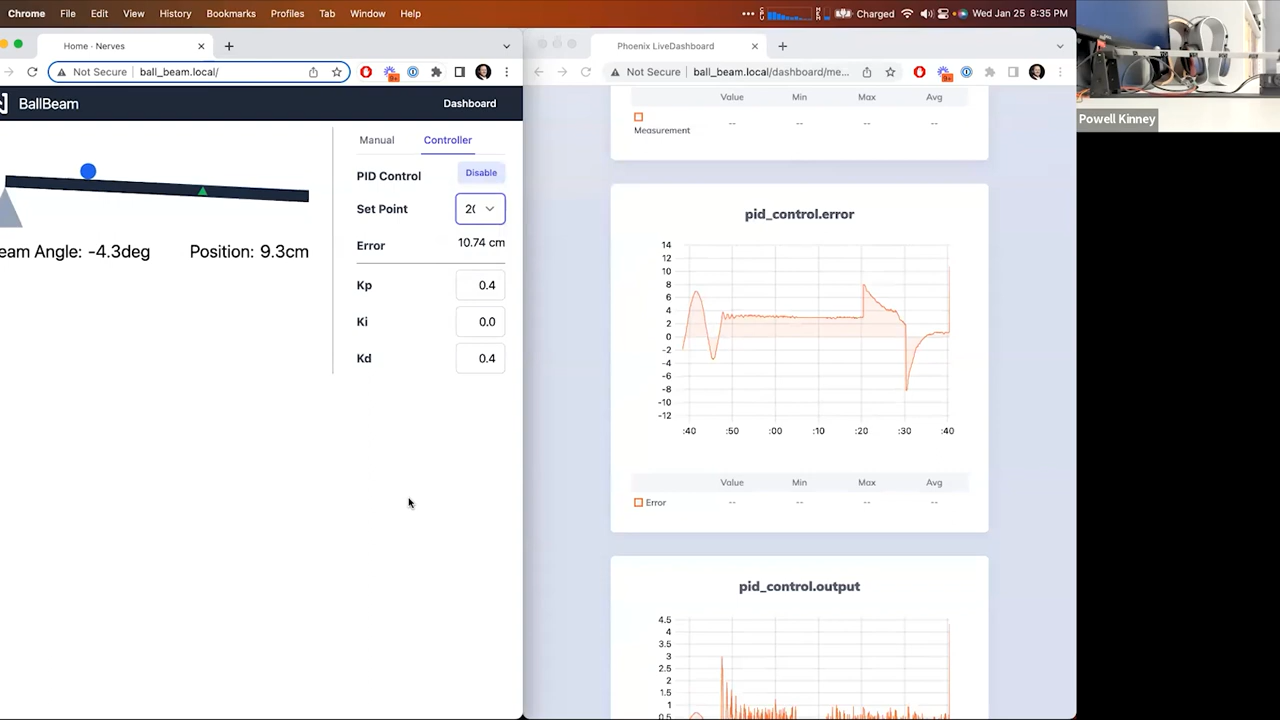 Chrome File Edit View History Bookmarks Profiles Tab Window Help
Charged Wed Jan 25 8:35 PM
Home - Nerves
Phoenix LiveDashboard
Not Secure ball_beam.local/
Not Secure ball_beam.local/dashboard/me...
BallBeam
Dashboard
Manual Controller
PID Control Disable
Set Point
Error 10.74 cm
Kp 0.4
Ki 0.0
Kd 0.4
eam Angle: -4.3deg Position: 9.3cm
Value Min Max Avg
Measurement -- -- -- --
pid_control.error
14
12
10
8
6
4
2
0
-2
-4
-6
-8
-10
-12
:40 :50 :00 :10 :20 :30 :40
Value Min Max Avg
Error -- -- -- --
pid_control.output
4.5
4
3.5
3
2.5
2
1.5
1
0.5
Powell Kinney